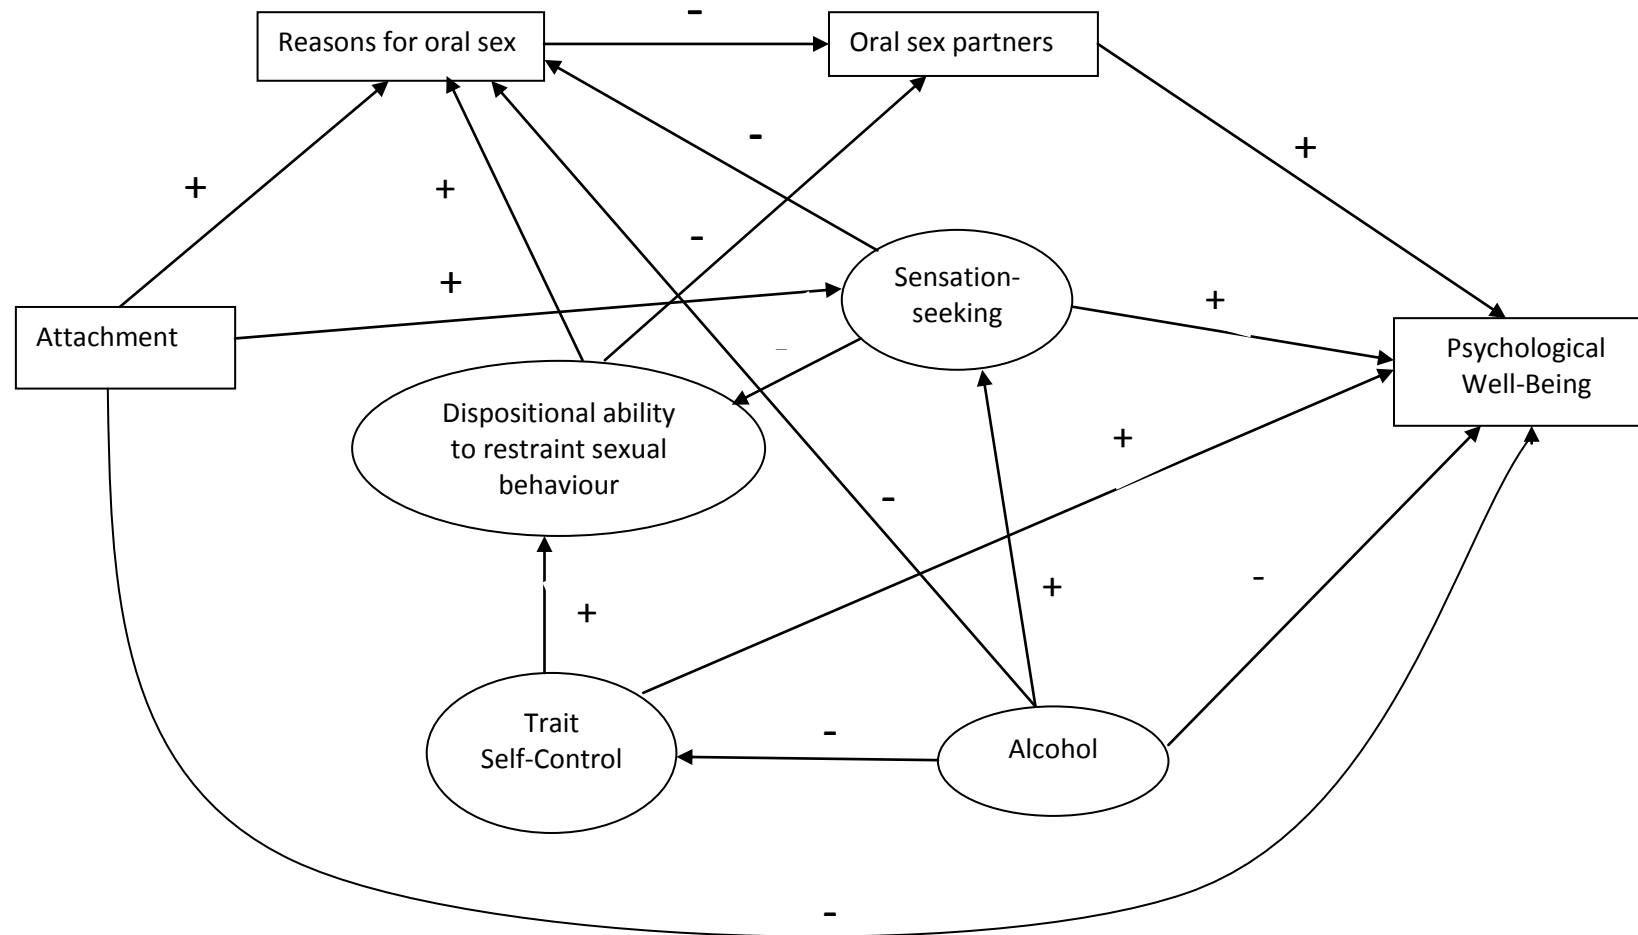 -
Reasons for oral sex
Oral sex partners
-
+
+
+
-
+
Sensation-
seeking
+
Attachment
-
Psychological
Well-Being
Dispositional ability
to restraint sexual
behaviour
+
-
+
-
+
Trait
Self-Control
-
Alcohol
-